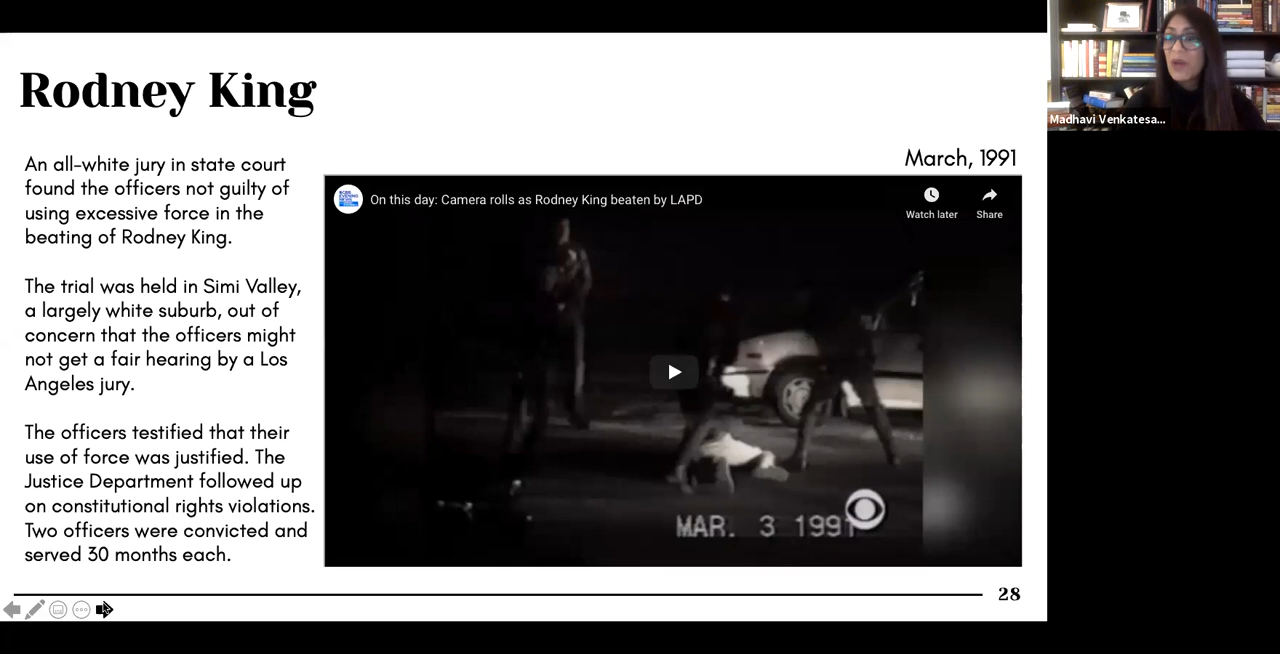 Rodney King
An all-white jury in state court
found the officers not guilty of
using excessive force in the
beating of Rodney King.
The trial was held in Simi Valley,
a largely white suburb, out of
concern that the officers might
not get a fair hearing by a Los
Angeles jury.
The officers testified that their
use of force was justified. The
Justice Department followed up
on constitutional rights violations.
Two officers were convicted and
served 30 months each.
March, 1991
On this day: Camera rolls as Rodney King beaten by LAPD
Watch later
Share
MAR. 3 1991
28
Madhavi Venkatesa...